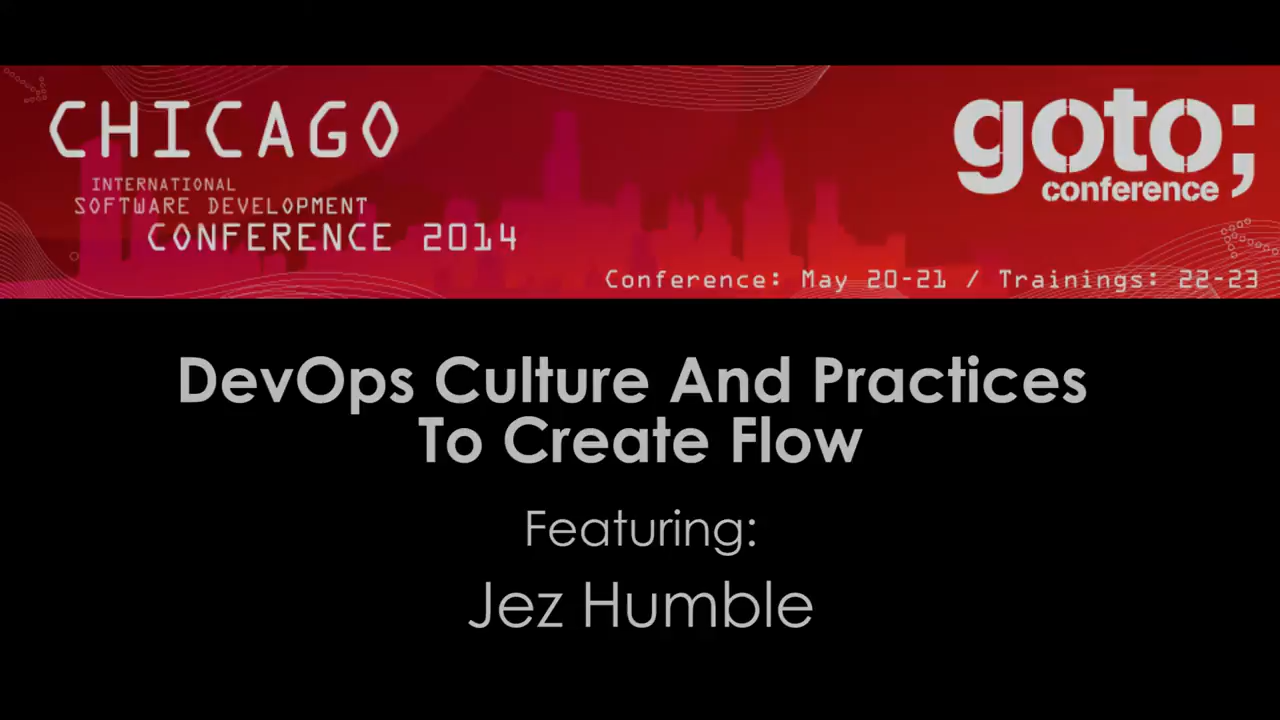 CHICAGO
INTERNATIONAL
SOFTWARE DEVELOPMENT
CONFERENCE 2014
goto;
conference
Conference: May 20-21 / Trainings: 22-23
DevOps Culture And Practices
To Create Flow
Featuring:
Jez Humble